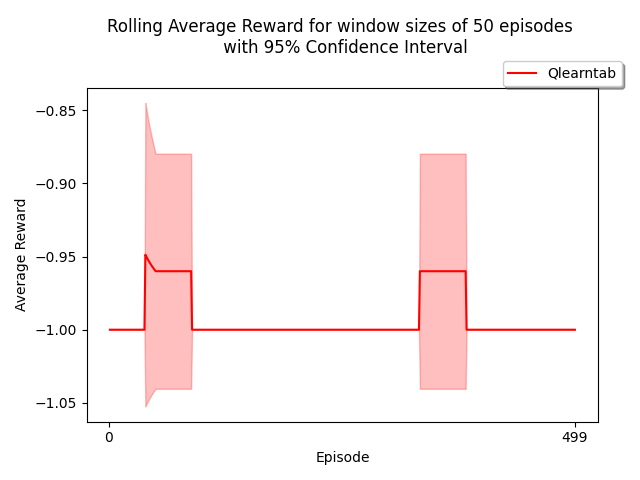 Rolling Average Reward for window sizes of 50 episodes
with 95% Confidence Interval
Qlearntab
−0.85
−0.90
−0.95
−1.00
−1.05
Average Reward
0
499
Episode